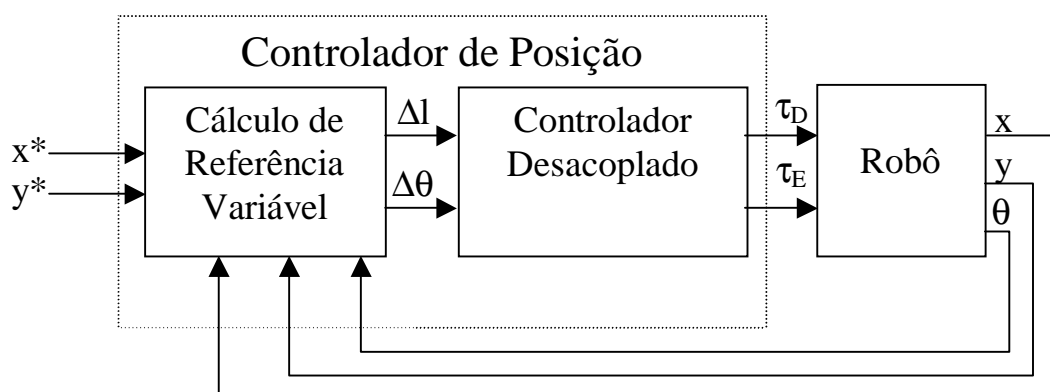 Controlador de Posição
x*
y*
Cálculo de
Referência
Variável
Δl
Δθ
Controlador
Desacoplado
τD
τE
Robô
x
y
θ